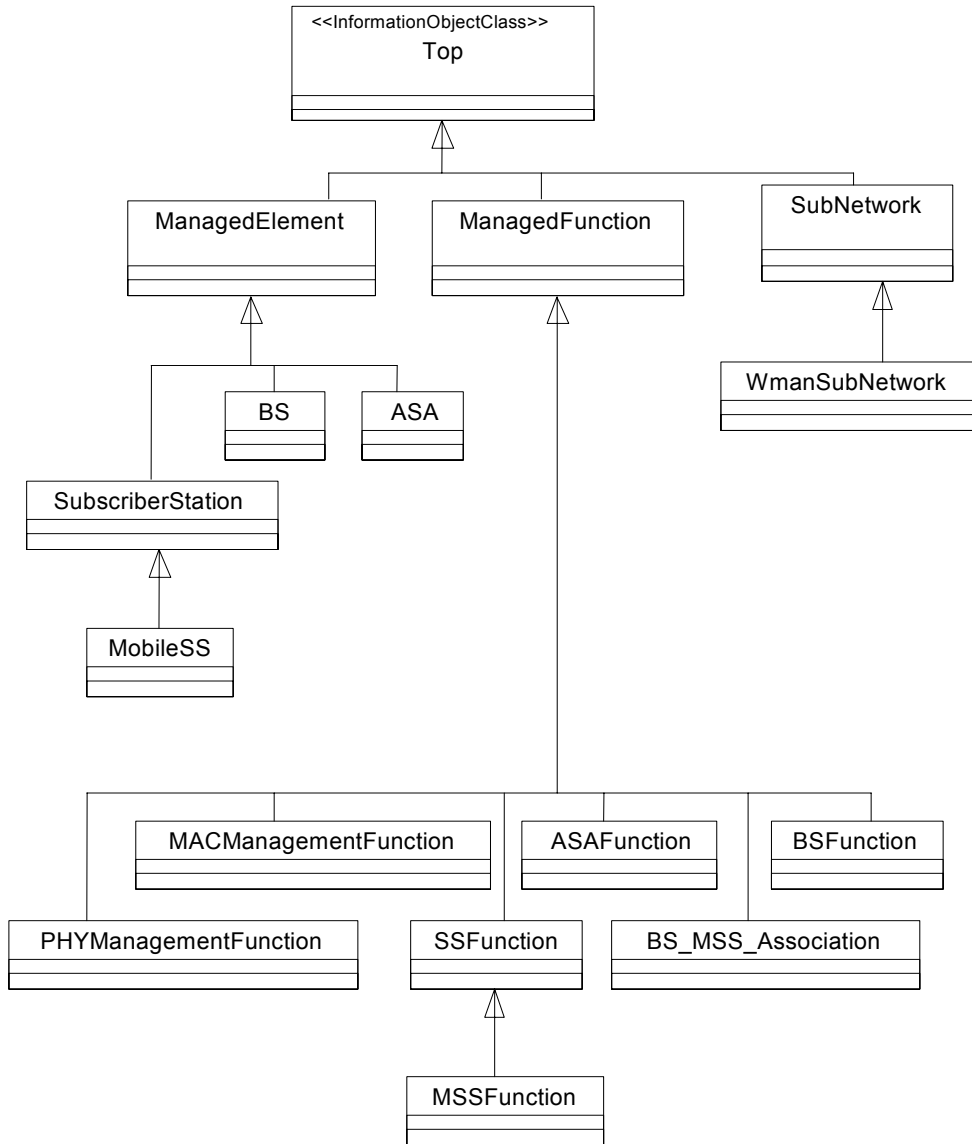 <<InformationObjectClass>>
Top
ManagedElement
ManagedFunction
SubNetwork
WmanSubNetwork
BS
ASA
SubscriberStation
MobileSS
MACManagementFunction
ASAFunction
BSFunction
PHYManagementFunction
SSFunction
BS_MSS_Association
MSSFunction